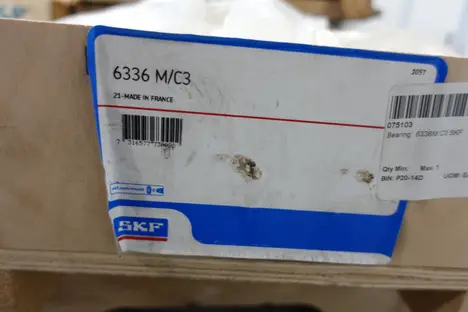 6336 M/C3
2057
21-MADE IN FRANCE
075103
Bearing: 6336M/C3 SKF
Qty Min: Max: 1
BIN: P20-14D UOM:
SKF